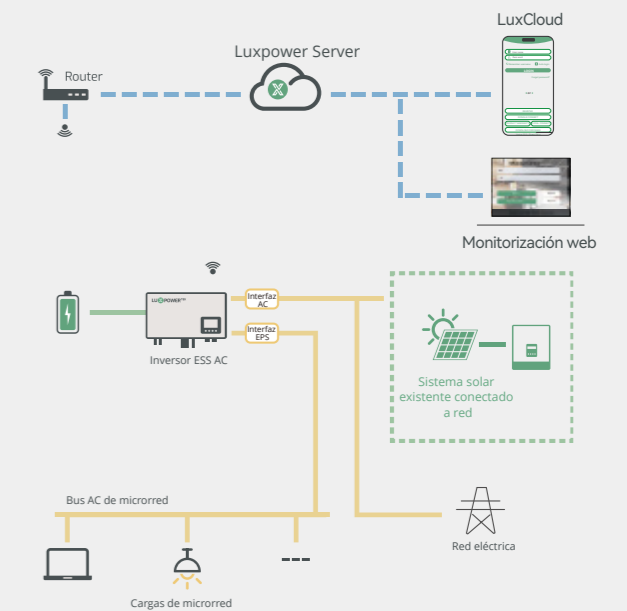 LuxCloud
Luxpower Server
Router
Monitorización web
LUXPOWER™
Interfaz
AC
Interfaz
EPS
Inversor ESS AC
Sistema solar
existente conectado
a red
Bus AC de microrred
Red eléctrica
Cargas de microrred